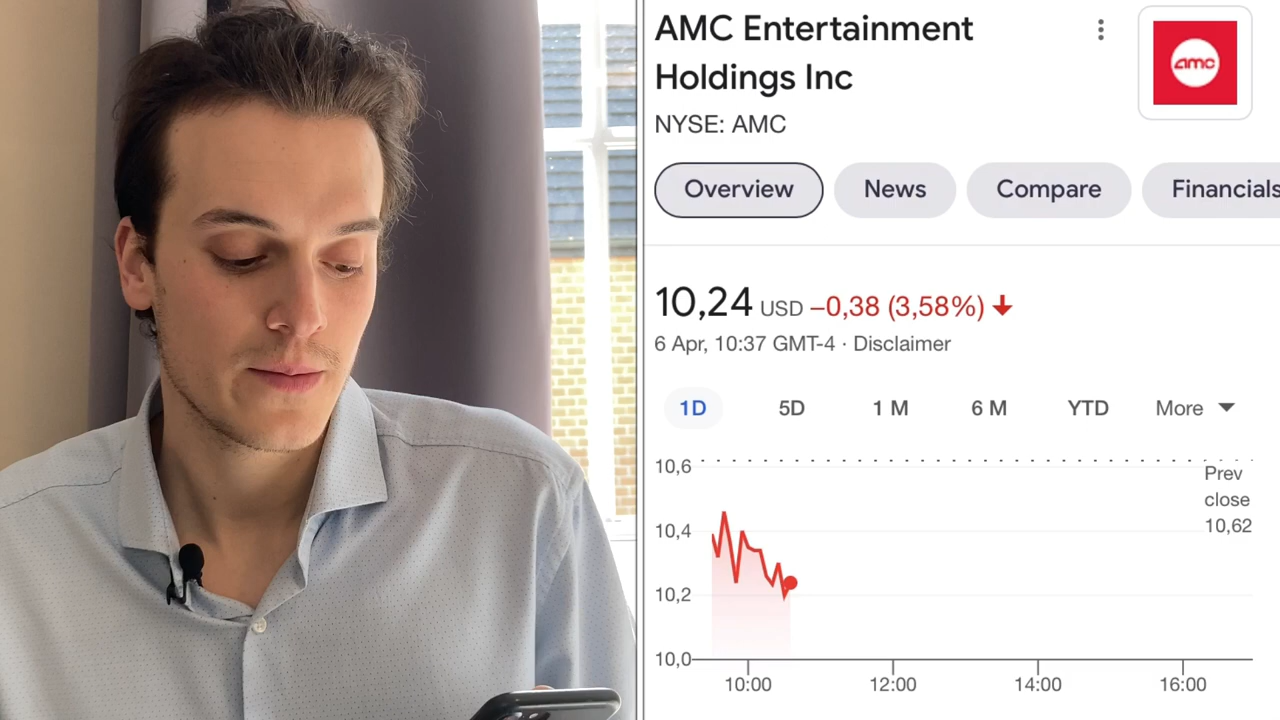 AMC Entertainment
Holdings Inc
amc
NYSE: AMC
Overview
News
Compare
Financials
10,24 USD −0,38 (3,58%)
6 Apr, 10:37 GMT-4 · Disclaimer
1D
5D
1 M
6 M
YTD
More
10,6
Prev
close
10,62
10,4
10,2
10,0
10:00
12:00
14:00
16:00